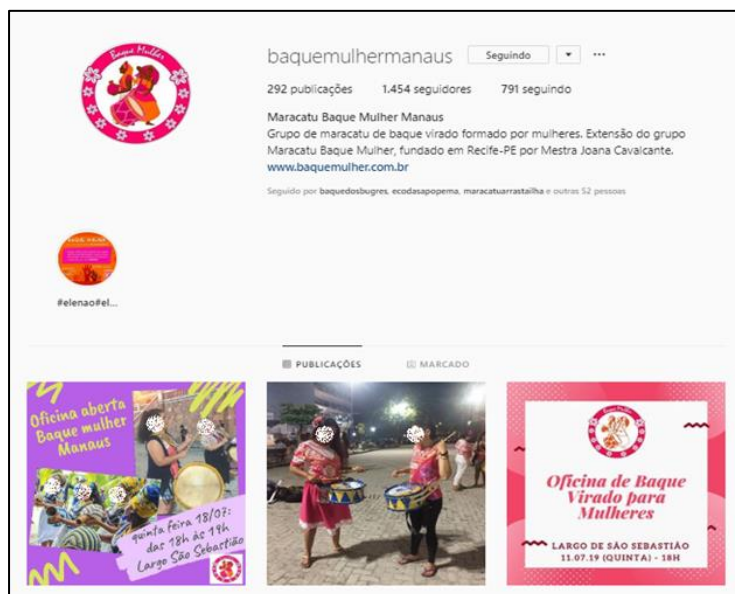 Baque Mulher
baquemulhermanaus Seguindo
292 publicações 1.454 seguidores 791 seguindo
Maracatu Baque Mulher Manaus
Grupo de maracatu de baque virado formado por mulheres. Extensão do grupo
Maracatu Baque Mulher, fundado em Recife-PE por Mestra Joana Cavalcante.
www.baquemulher.com.br
Seguido por baquedosbugres, ecodasapopema, maracatuarrastailha e outras 52 pessoas
#elenao#el...
PUBLICAÇÕES MARCADO
Oficina aberta
Baque mulher
Manaus
quinta feira 18/07:
das 18h às 19h
Largo São Sebastião
Baque Mulher
Oficina de Baque
Virado para
Mulheres
LARGO DE SÃO SEBASTIÃO
11.07.19 (QUINTA) - 18H